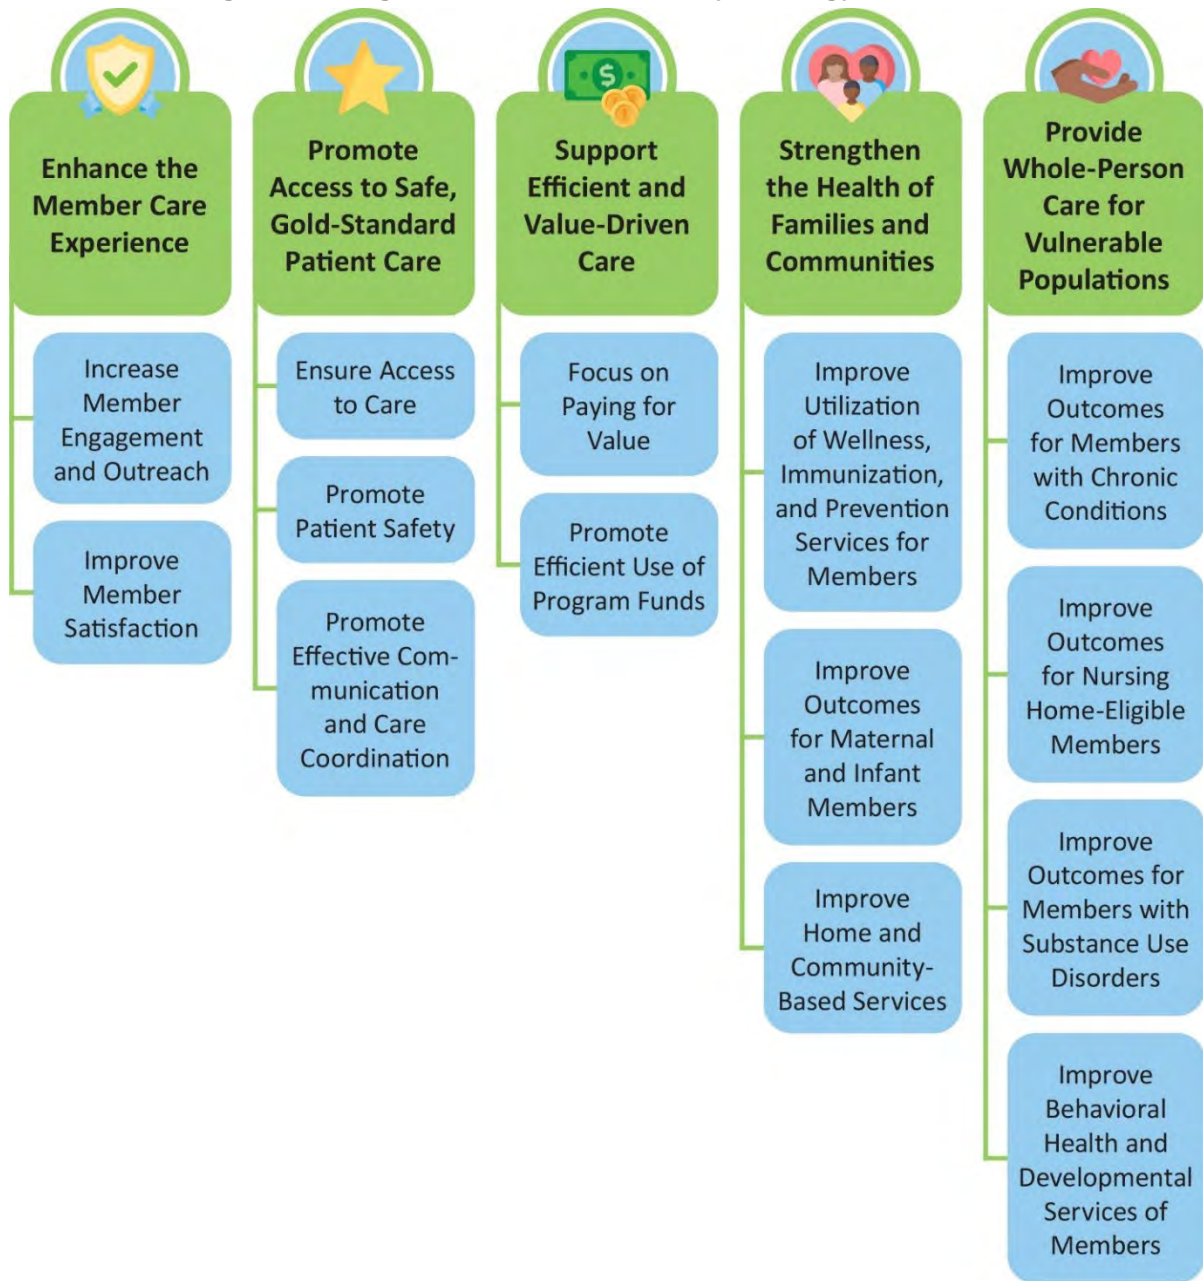 Enhance the
Member Care
Experience
Increase
Member
Engagement
and Outreach
Improve
Member
Satisfaction
Promote
Access to Safe,
Gold-Standard
Patient Care
Ensure Access
to Care
Promote
Patient Safety
Promote
Effective Com-
munication
and Care
Coordination
Support
Efficient and
Value-Driven
Care
Focus on
Paying for
Value
Promote
Efficient Use of
Program Funds
Strengthen
the Health of
Families and
Communities
Improve
Utilization
of Wellness,
Immunization,
and Prevention
Services for
Members
Improve
Outcomes
for Maternal
and Infant
Members
Improve
Home and
Community-
Based Services
Provide
Whole-Person
Care for
Vulnerable
Populations
Improve
Outcomes
for Members
with Chronic
Conditions
Improve
Outcomes
for Nursing
Home-Eligible
Members
Improve
Outcomes for
Members with
Substance Use
Disorders
Improve
Behavioral
Health and
Developmental
Services of
Members